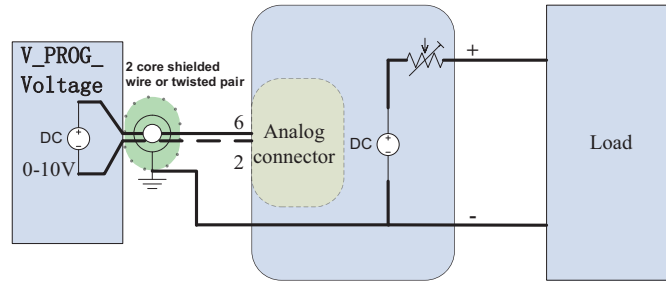 V_PROG_
Voltage
DC
0-10V
2 core shielded
wire or twisted pair
6
2
Analog
connector
DC
+
-
Load